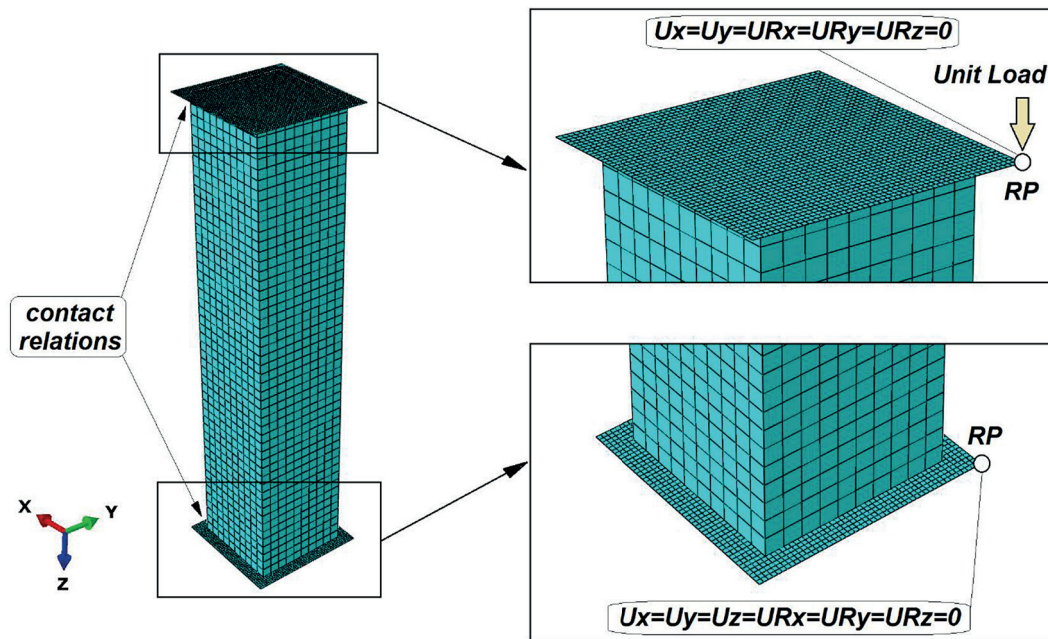 Ux=Uy=URx=URy=URz=0
Unit Load
RP
contact
relations
RP
X
Y
Z
Ux=Uy=Uz=URx=URy=URz=0